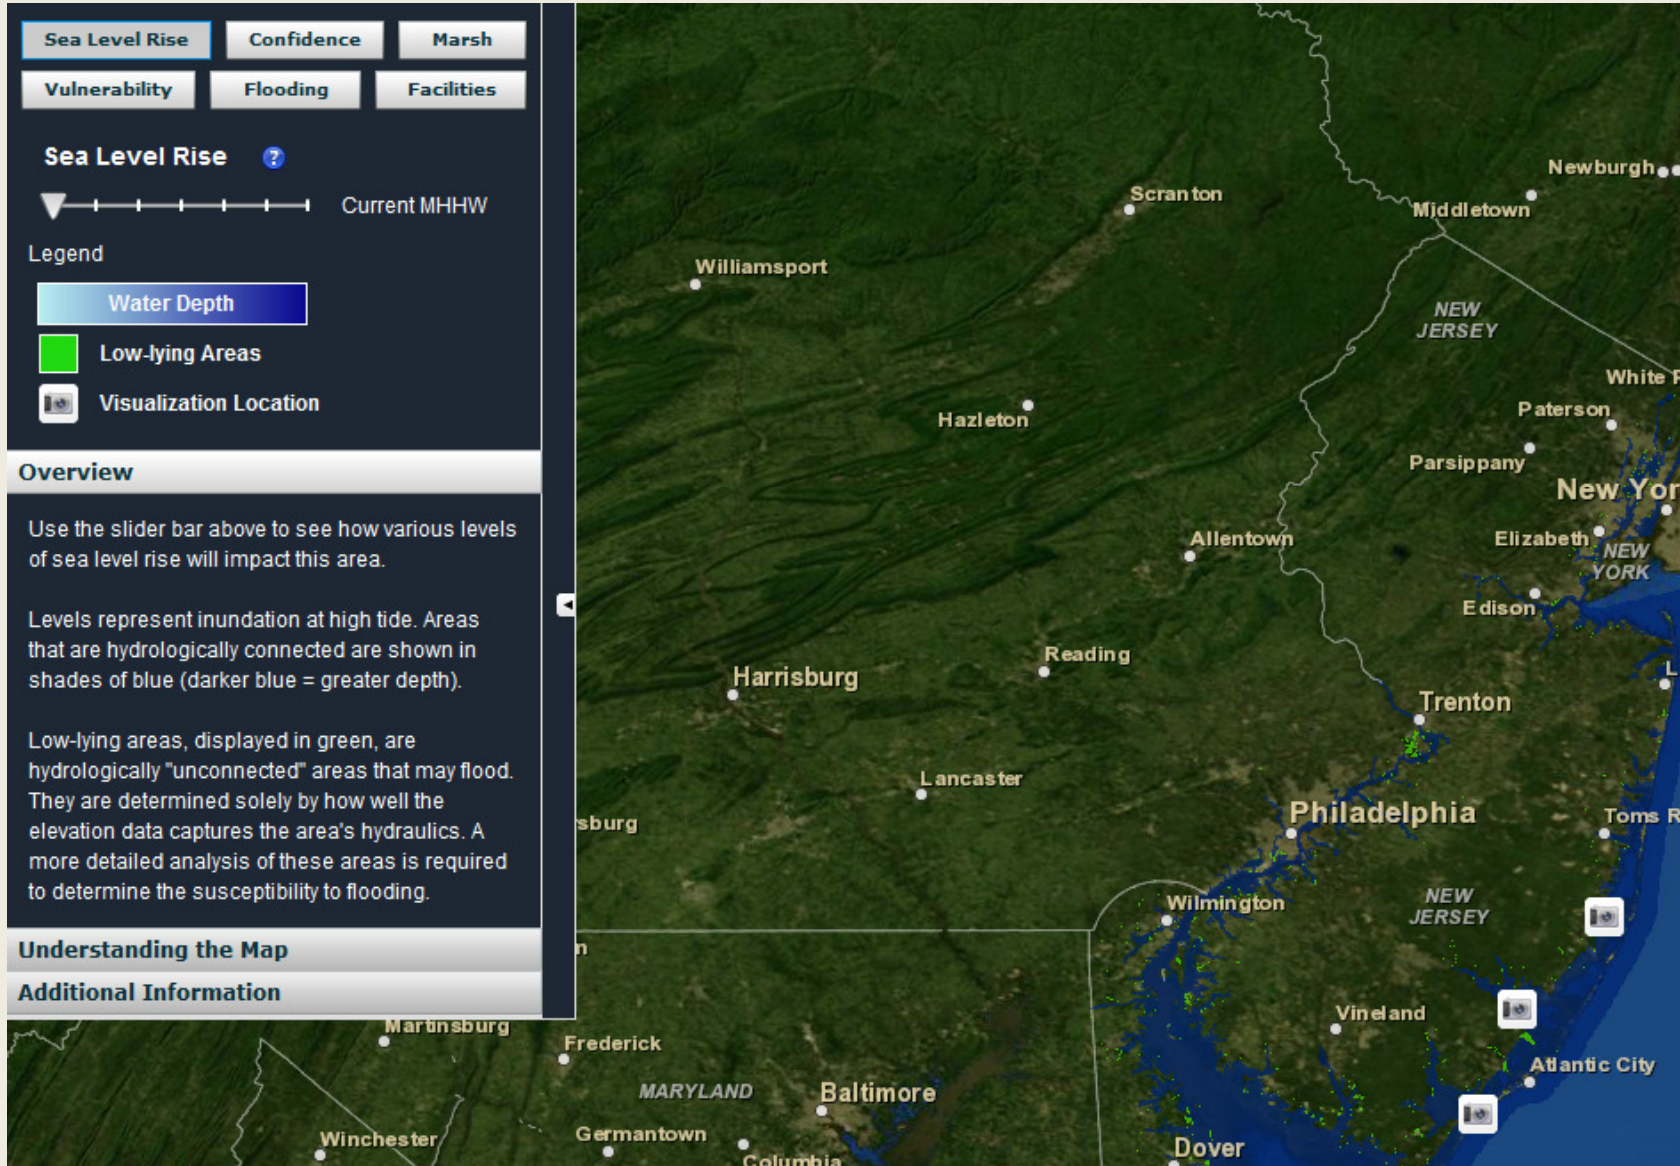 Sea Level Rise
Confidence
Marsh
Vulnerability
Flooding
Facilities
Sea Level Rise ?
Current MHHW
Legend
Water Depth
Low-lying Areas
Visualization Location
Overview
Use the slider bar above to see how various levels
of sea level rise will impact this area.
Levels represent inundation at high tide. Areas
that are hydrologically connected are shown in
shades of blue (darker blue = greater depth).
Low-lying areas, displayed in green, are
hydrologically "unconnected" areas that may flood.
They are determined solely by how well the
elevation data captures the area's hydraulics. A
more detailed analysis of these areas is required
to determine the susceptibility to flooding.
Understanding the Map
Additional Information
Newburgh
Scranton
Middletown
Williamsport
NEW
JERSEY
White P
Hazleton
Paterson
Parsippany
New Yor
Allentown
Elizabeth
NEW
YORK
Edison
Reading
Harrisburg
L
Trenton
Lancaster
Philadelphia
Toms R
sburg
Wilmington
NEW
JERSEY
n
Vineland
Martinsburg
Frederick
Atlantic City
MARYLAND
Baltimore
Winchester
Germantown
Columbia
Dover